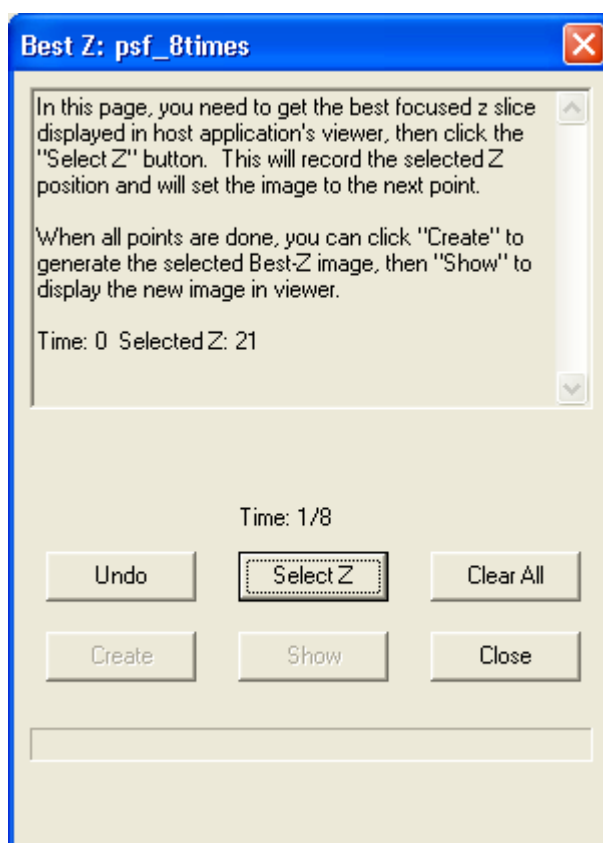 Best Z: psf_8times
In this page, you need to get the best focused z slice
displayed in host application's viewer, then click the
"Select Z" button.  This will record the selected Z
position and will set the image to the next point.
When all points are done, you can click "Create" to
generate the selected Best-Z image, then "Show" to
display the new image in viewer.
Time: 0  Selected Z: 21
Time: 1/8
Undo
Select Z
Clear All
Create
Show
Close